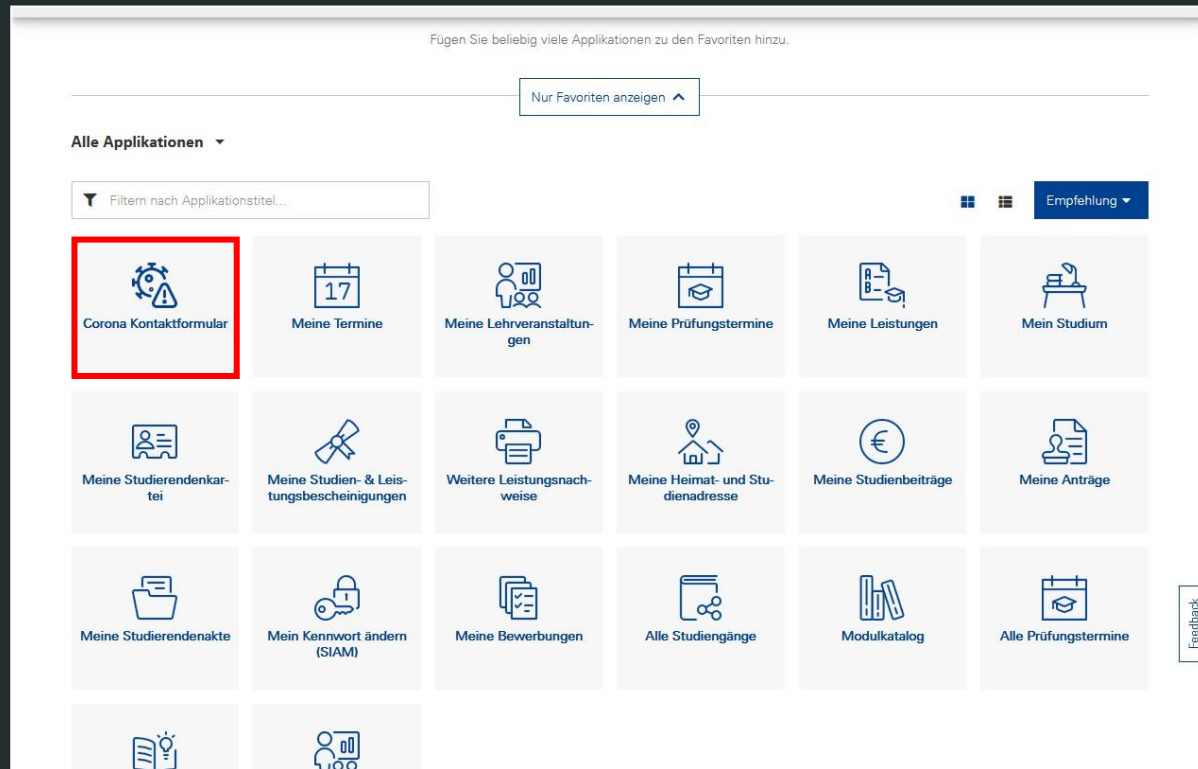 Fügen Sie beliebig viele Applikationen zu den Favoriten hinzu.
Nur Favoriten anzeigen
Alle Applikationen
Filtern nach Applikationstitel...
Empfehlung
Corona Kontaktformular
17
Meine Termine
Meine Lehrveranstaltun-
gen
Meine Prüfungstermine
A
B
Meine Leistungen
Mein Studium
Meine Studierendenkar-
tei
Meine Studien- & Leis-
tungsbescheinigungen
Weitere Leistungsnach-
weise
Meine Heimat- und Stu-
dienadresse
€
Meine Studienbeiträge
Meine Anträge
Meine Studierendenakte
Mein Kennwort ändern
(SIAM)
Meine Bewerbungen
Alle Studiengänge
Modulkatalog
Alle Prüfungstermine
Feedback